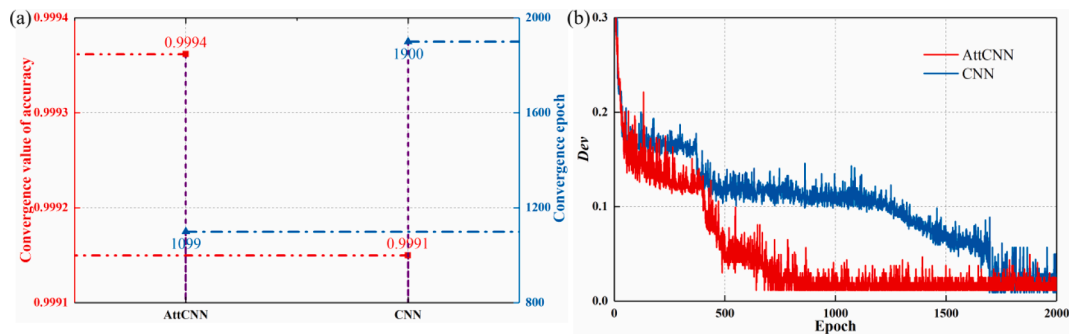 (a)
0.9994
0.9993
0.9992
0.9991
0.9991
Convergence value of accuracy
0.9994
1099
1900
0.9991
2000
1600
1200
800
Convergence epoch
AttCNN
CNN
(b)
0.3
0.2
0.1
0.0
Dev
AttCNN
CNN
0
500
1000
1500
2000
Epoch